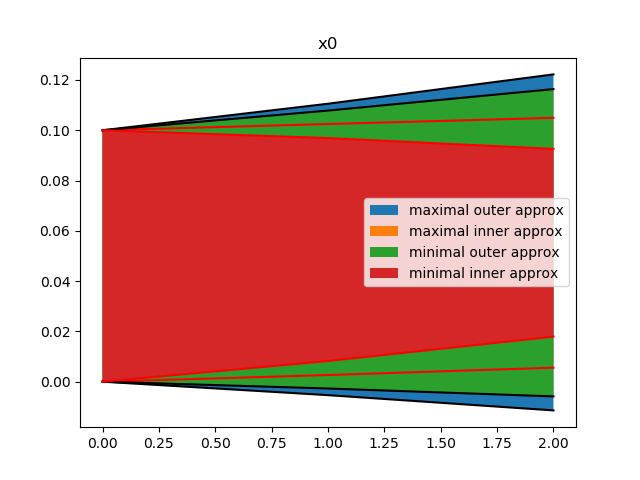 x0
0.12
0.10
0.08
0.06
0.04
0.02
0.00
maximal outer approx
maximal inner approx
minimal outer approx
minimal inner approx
0.00 0.25 0.50 0.75 1.00 1.25 1.50 1.75 2.00